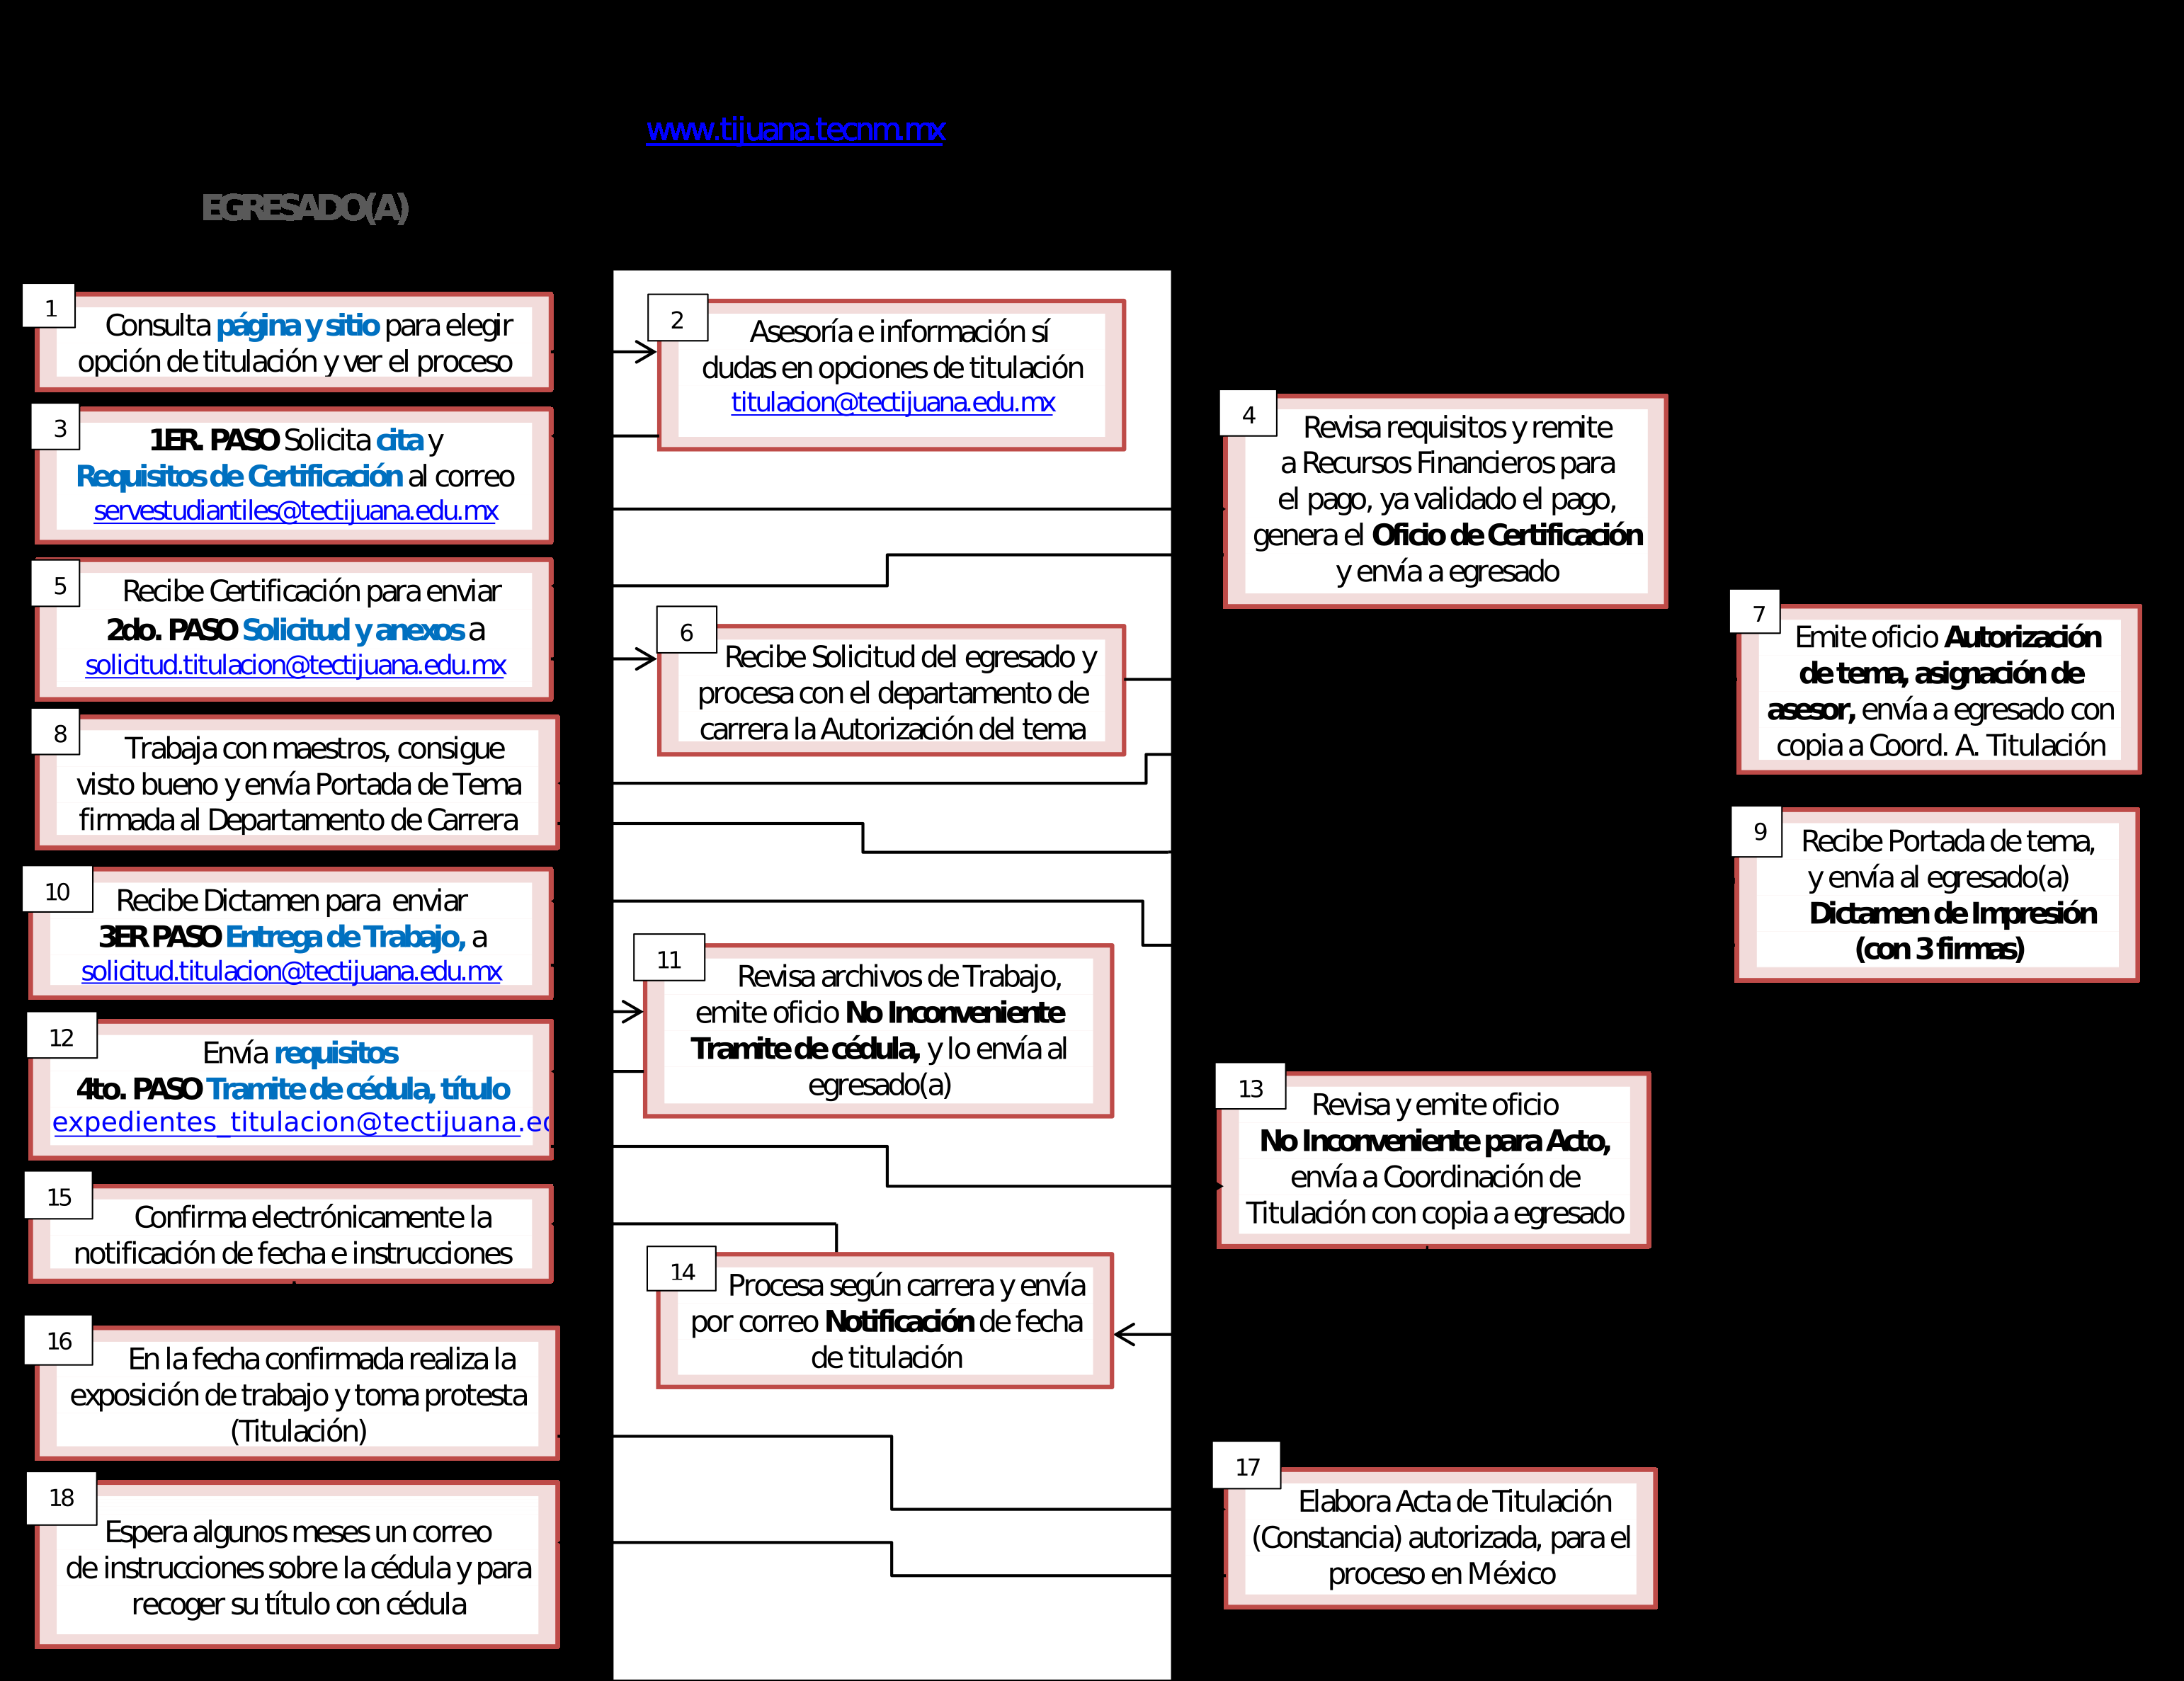 www.tijuana.tecnm.mx
EGRESADO(A)
1
Consulta página y sitio para elegir
opción de titulación y ver el proceso
2
Asesoría e información sí
dudas en opciones de titulación
titulacion@tectijuana.edu.mx
3
1ER. PASO Solicita cita y
Requisitos de Certificación al correo
servestudiantiles@tectijuana.edu.mx
4
Revisa requisitos y remite
a Recursos Financieros para
el pago, ya validado el pago,
genera el Oficio de Certificación
y envía a egresado
5
Recibe Certificación para enviar
2do. PASO Solicitud y anexos a
solicitud.titulacion@tectijuana.edu.mx
6
Recibe Solicitud del egresado y
procesa con el departamento de
carrera la Autorización del tema
7
Emite oficio Autorización
de tema, asignación de
asesor, envía a egresado con
copia a Coord. A. Titulación
8
Trabaja con maestros, consigue
visto bueno y envía Portada de Tema
firmada al Departamento de Carrera
9
Recibe Portada de tema,
y envía al egresado(a)
Dictamen de Impresión
(con 3 firmas)
10
Recibe Dictamen para enviar
3ER PASO Entrega de Trabajo, a
solicitud.titulacion@tectijuana.edu.mx
11
Revisa archivos de Trabajo,
emite oficio No Inconveniente
Tramite de cédula, y lo envía al
egresado(a)
12
Envía requisitos
4to. PASO Tramite de cédula, título
expedientes_titulacion@tectijuana.ed
13
Revisa y emite oficio
No Inconveniente para Acto,
envía a Coordinación de
Titulación con copia a egresado
14
Procesa según carrera y envía
por correo Notificación de fecha
de titulación
15
Confirma electrónicamente la
notificación de fecha e instrucciones
16
En la fecha confirmada realiza la
exposición de trabajo y toma protesta
(Titulación)
17
Elabora Acta de Titulación
(Constancia) autorizada, para el
proceso en México
18
Espera algunos meses un correo
de instrucciones sobre la cédula y para
recoger su título con cédula